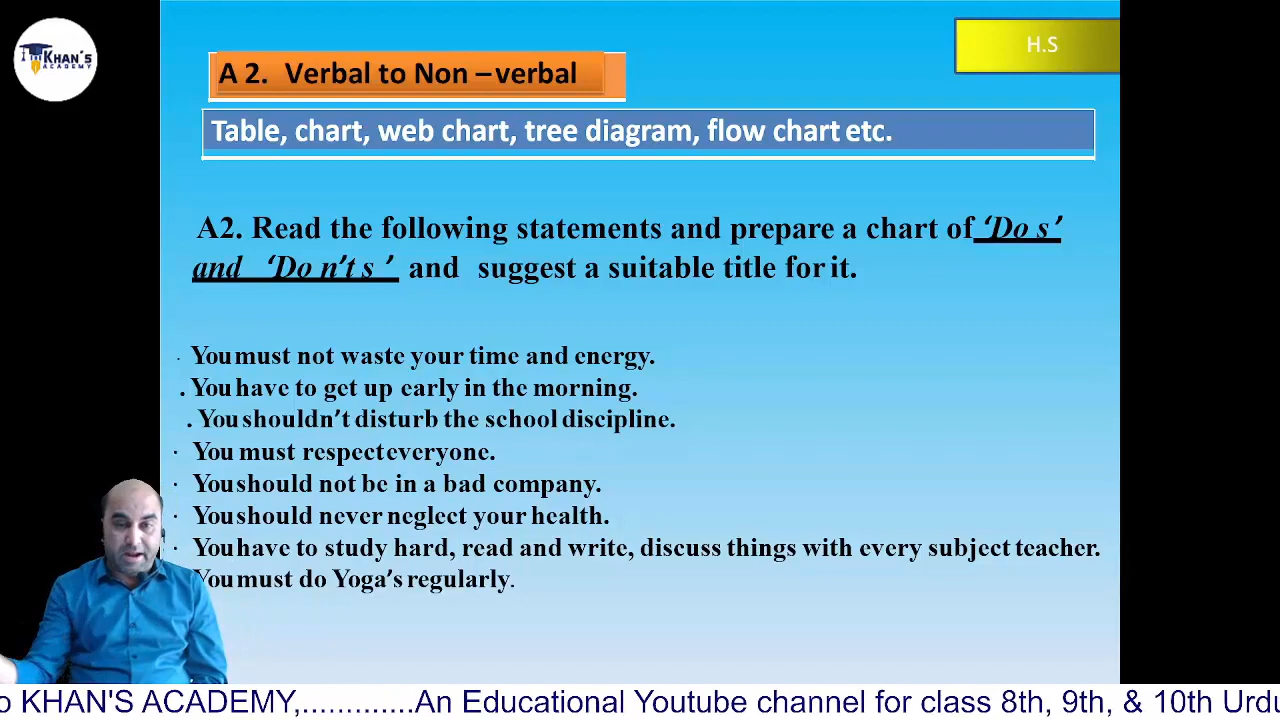 KHAN'S
ACADEMY
H.S
A 2. Verbal to Non – verbal
Table, chart, web chart, tree diagram, flow chart etc.
A2. Read the following statements and prepare a chart of ‘Do s’
and ‘Do n’t s ’ and suggest a suitable title for it.
· You must not waste your time and energy.
. You have to get up early in the morning.
. You shouldn’t disturb the school discipline.
· You must respect everyone.
· You should not be in a bad company.
· You should never neglect your health.
· You have to study hard, read and write, discuss things with every subject teacher.
You must do Yoga’s regularly.
o KHAN'S ACADEMY,.............An Educational Youtube channel for class 8th, 9th, & 10th Urdu